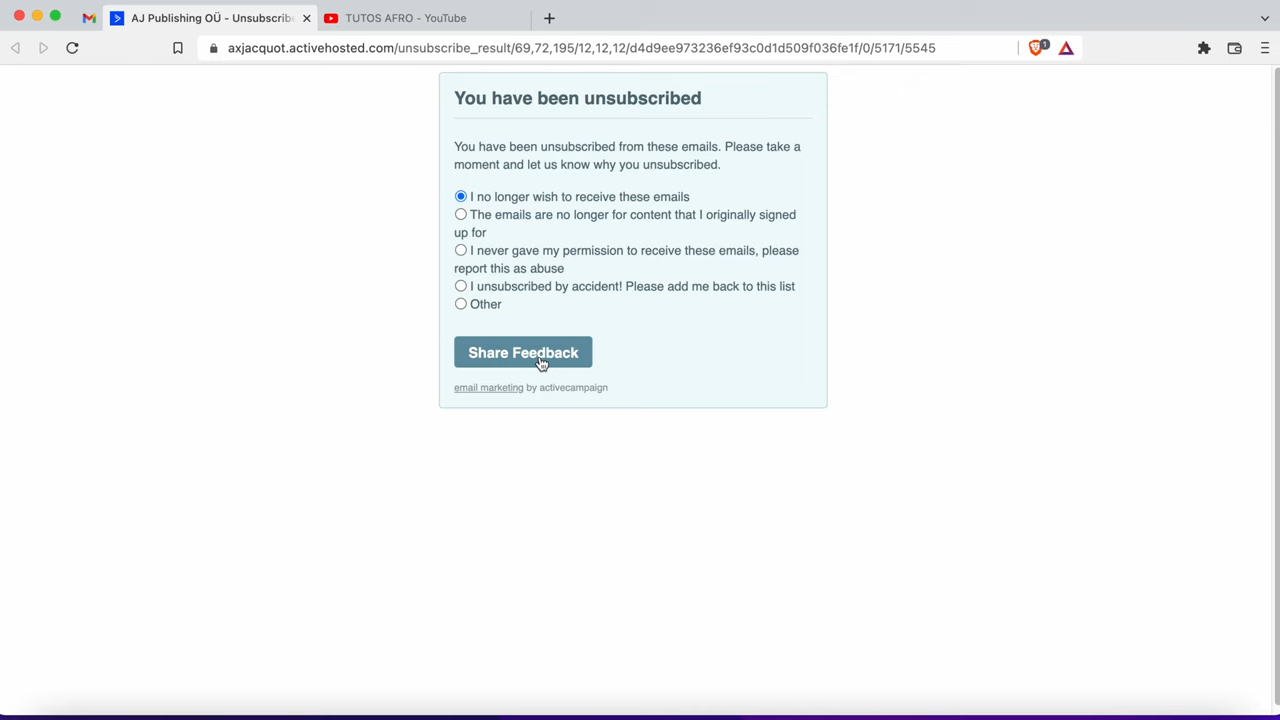 AJ Publishing OÜ - Unsubscribe
TUTOS AFRO - YouTube
axjacquot.activehosted.com/unsubscribe_result/69,72,195/12,12,12/d4d9ee973236ef93c0d1d509f036fe1f/0/5171/5545
1
You have been unsubscribed
You have been unsubscribed from these emails. Please take a
moment and let us know why you unsubscribed.
I no longer wish to receive these emails
The emails are no longer for content that I originally signed
up for
I never gave my permission to receive these emails, please
report this as abuse
I unsubscribed by accident! Please add me back to this list
Other
Share Feedback
email marketing by activecampaign